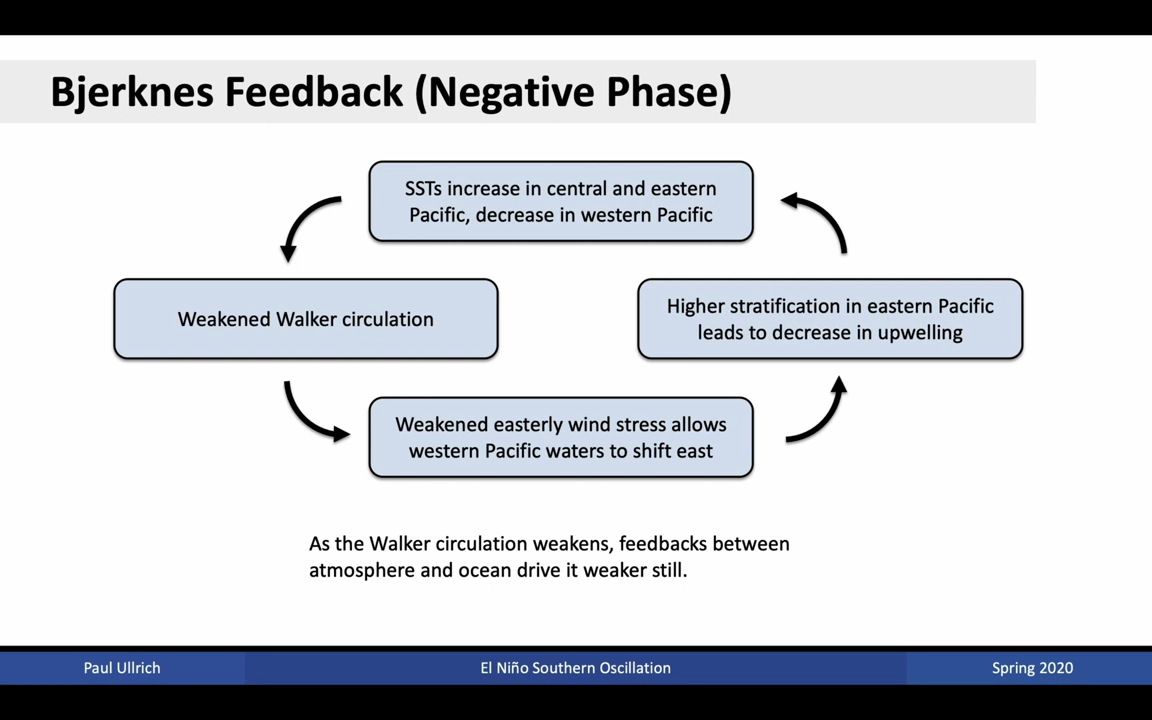 Bjerknes Feedback (Negative Phase)
SSTs increase in central and eastern
Pacific, decrease in western Pacific
Weakened Walker circulation
Higher stratification in eastern Pacific
leads to decrease in upwelling
Weakened easterly wind stress allows
western Pacific waters to shift east
As the Walker circulation weakens, feedbacks between
atmosphere and ocean drive it weaker still.
Paul Ullrich
El Niño Southern Oscillation
Spring 2020